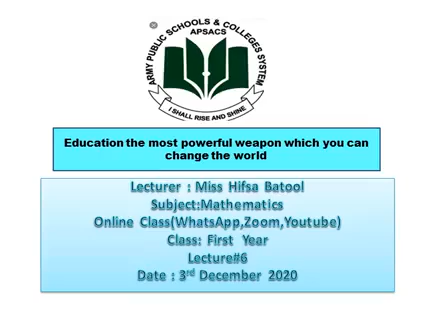 ARMY PUBLIC SCHOOLS & COLLEGES SYSTEM
APSACS
I SHALL RISE AND SHINE
Education the most powerful weapon which you can
change the world
Lecturer : Miss Hifsa Batool
Subject:Mathematics
Online Class(WhatsApp,Zoom,Youtube)
Class: First Year
Lecture#6
Date : 3rd December 2020